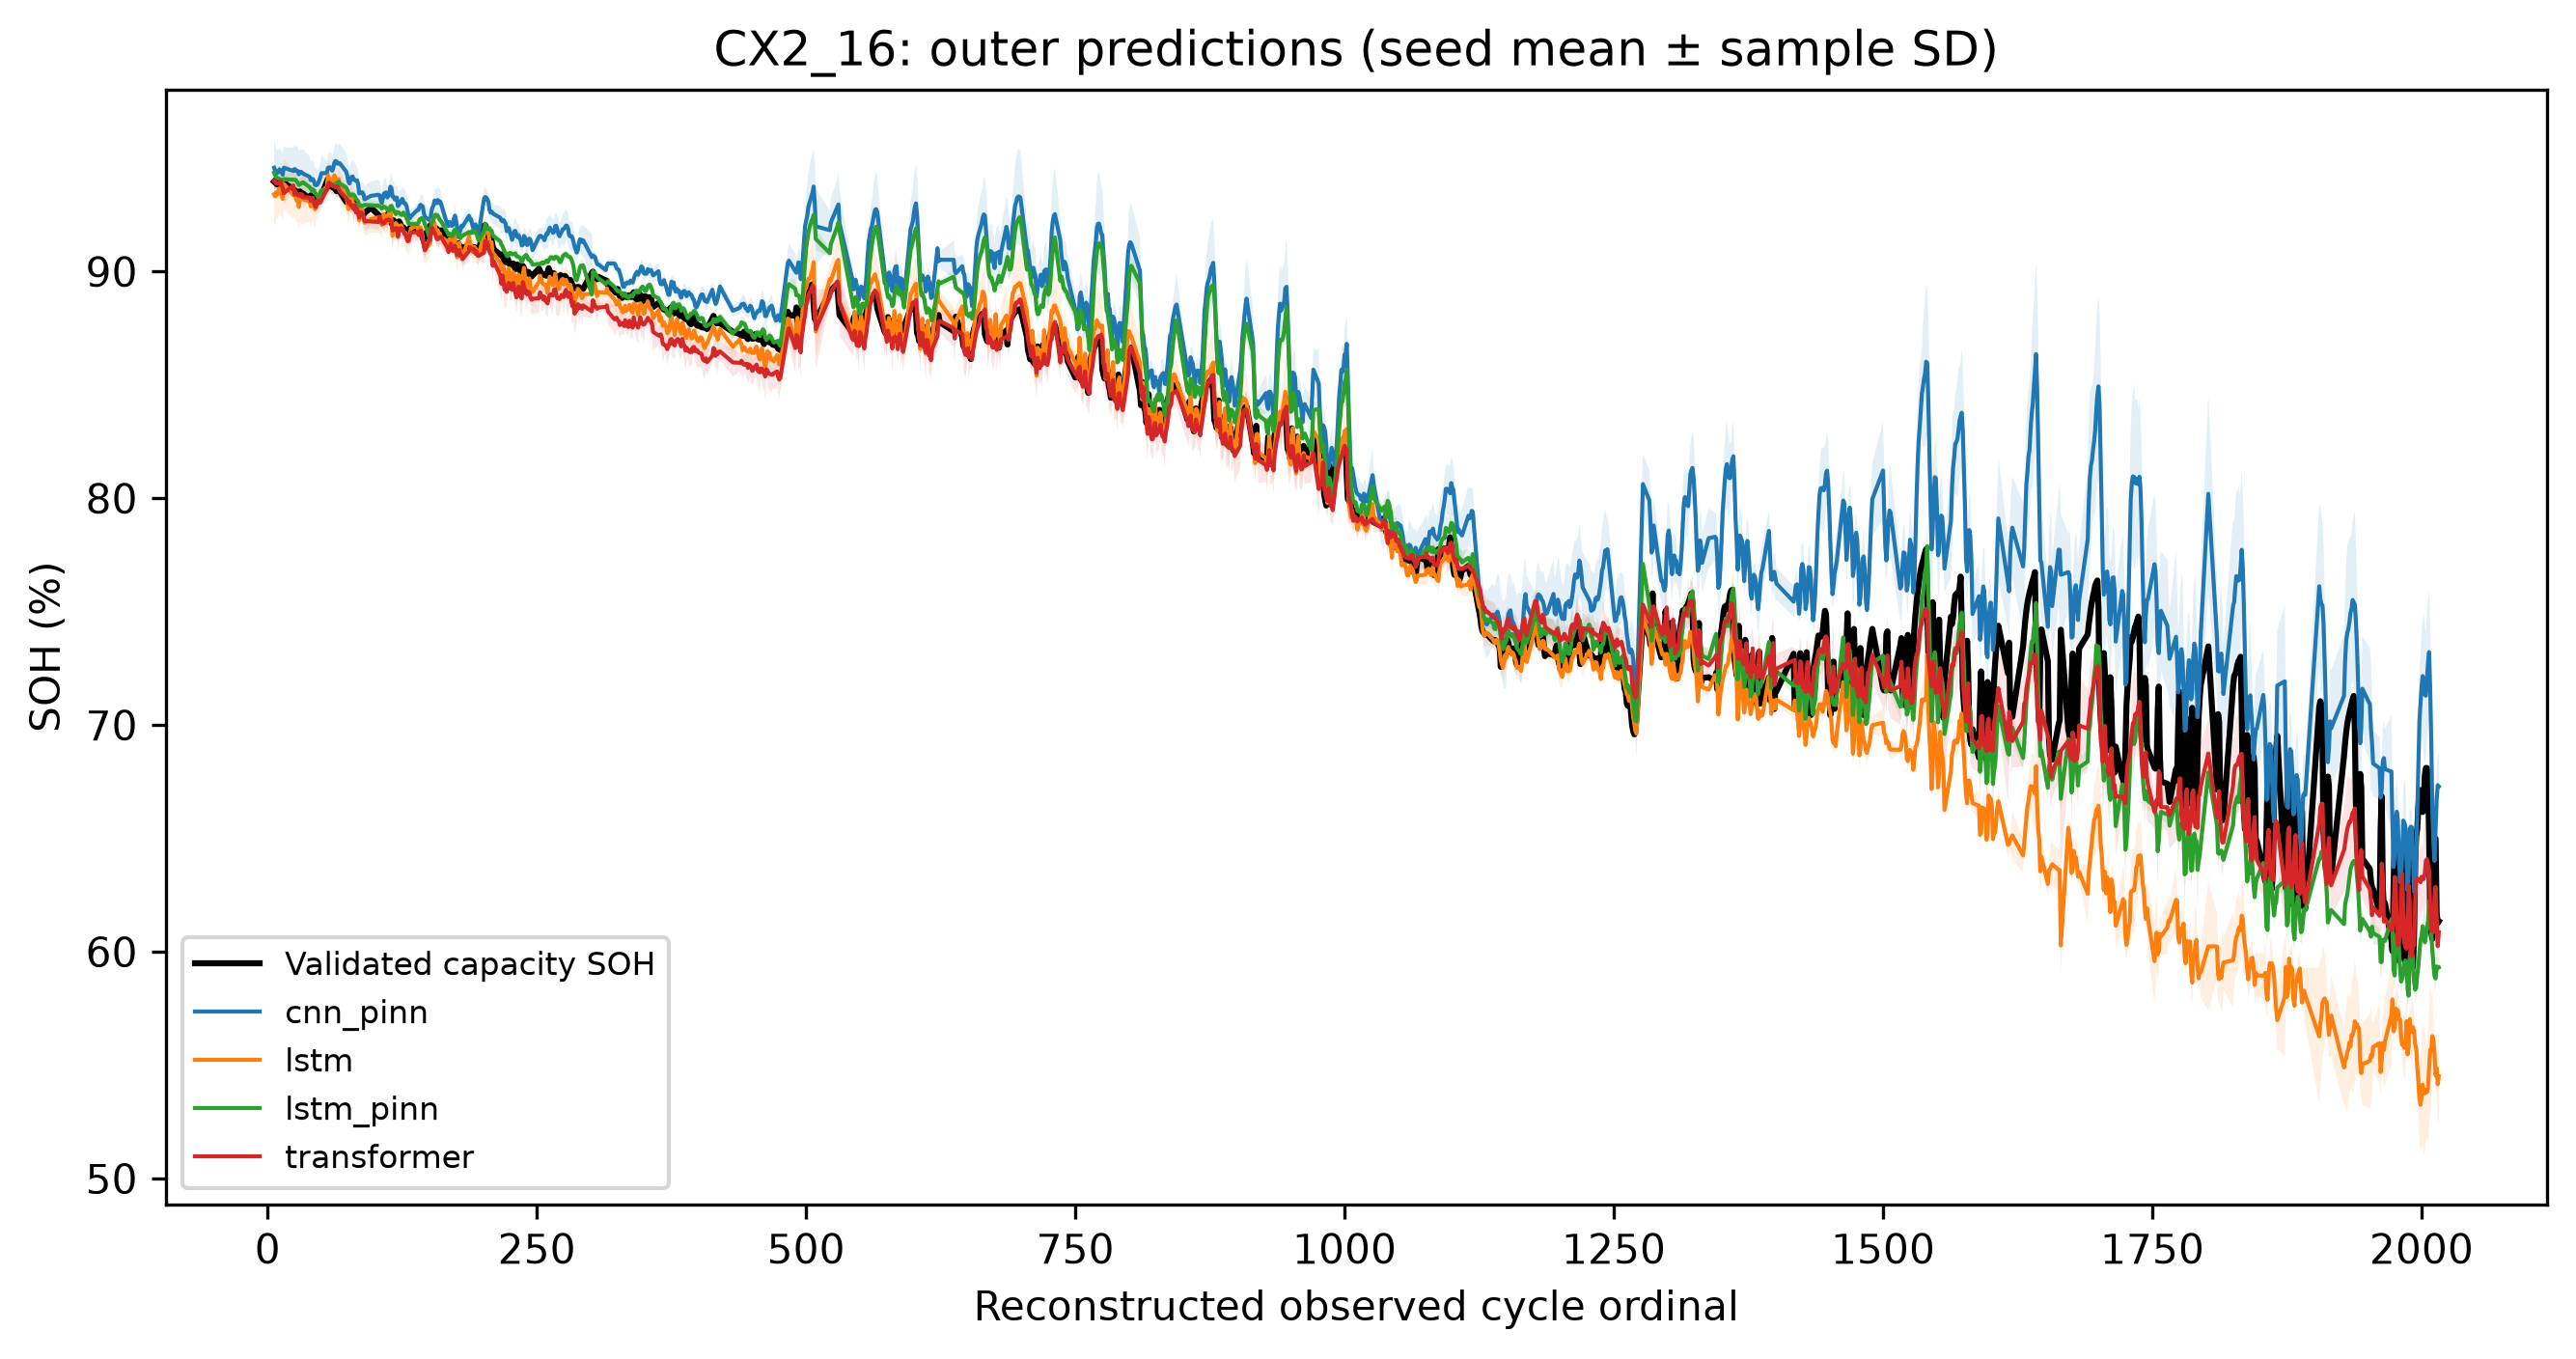 CX2_16: outer predictions (seed mean ± sample SD)
SOH (%)
90
80
70
60
50
Validated capacity SOH
cnn_pinn
lstm
lstm_pinn
transformer
0 250 500 750 1000 1250 1500 1750 2000
Reconstructed observed cycle ordinal